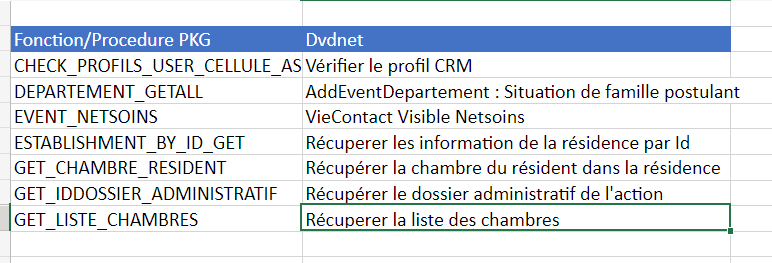 Fonction/Procedure PKG Dvdnet
CHECK_PROFILS_USER_CELLULE_AS Vérifier le profil CRM
DEPARTEMENT_GETALL AddEventDepartement : Situation de famille postulant
EVENT_NETSOINS VieContact Visible Netsoins
ESTABLISHMENT_BY_ID_GET Récuperer les information de la résidence par Id
GET_CHAMBRE_RESIDENT Récupérer la chambre du résident dans la résidence
GET_IDDOSSIER_ADMINISTRATIF Récupérer le dossier administratif de l'action
GET_LISTE_CHAMBRES Récuperer la liste des chambres